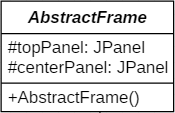 AbstractFrame
#topPanel: JPanel
#centerPanel: JPanel
+AbstractFrame()